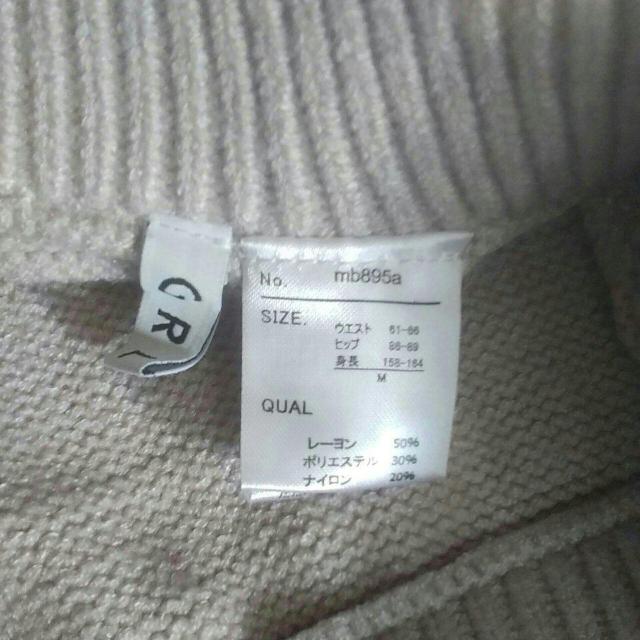 GR
No. mb895a
SIZE.
ウエスト 61-66
ヒップ 86-89
身長 158-164
M
QUAL
レーヨン 50%
ポリエステル 30%
ナイロン 20%